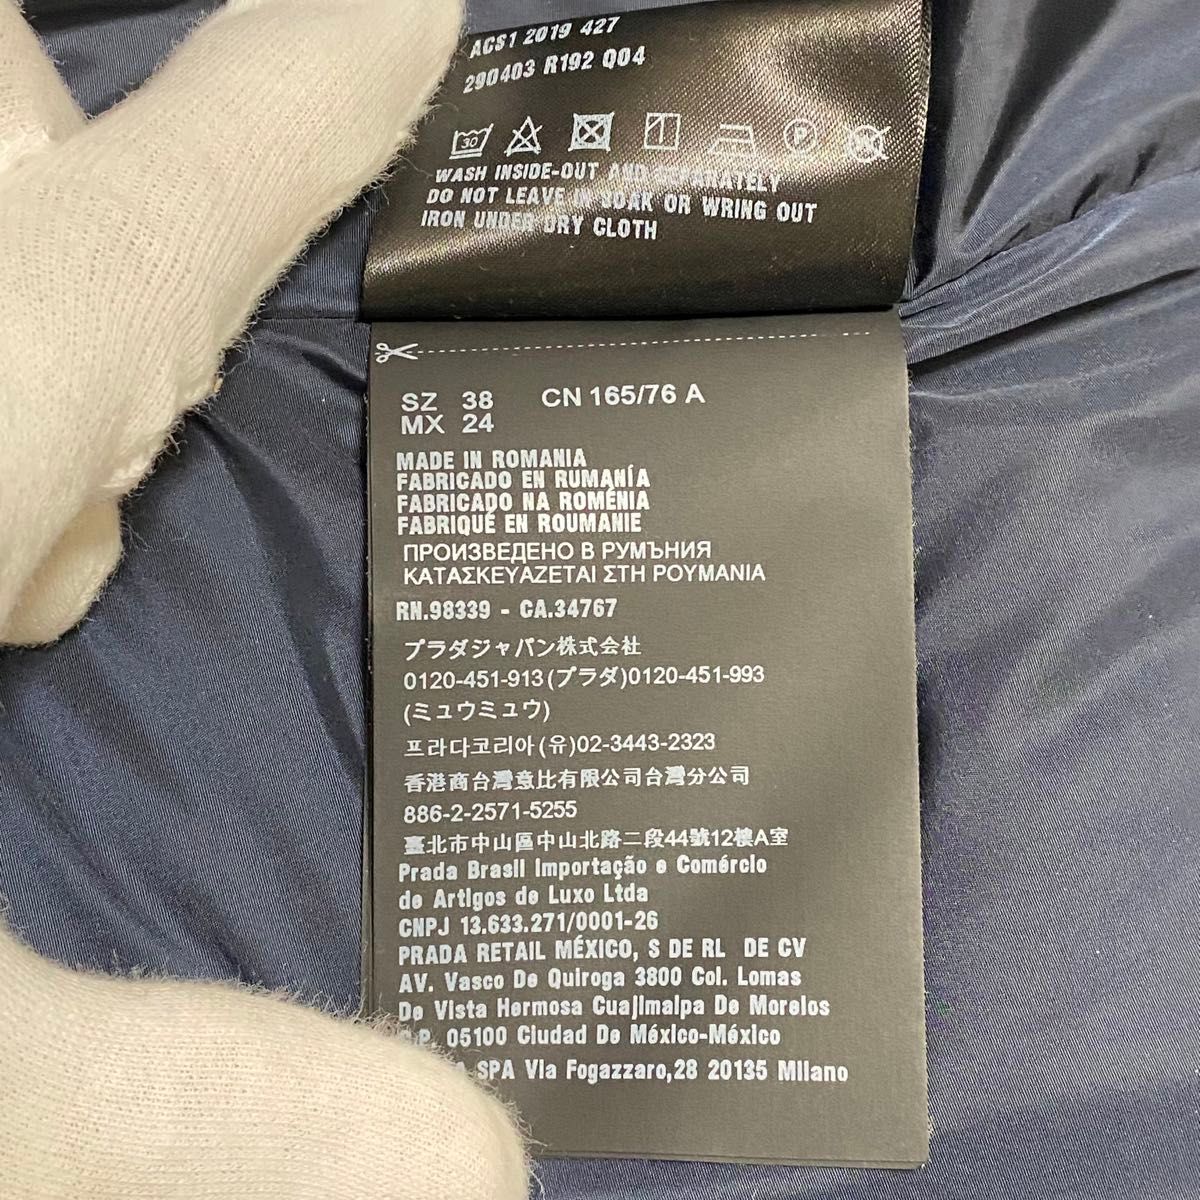 ACS1 2019 427
290403 R192 Q04
30 P
WASH INSIDE-OUT AND SEPARATELY
DO NOT LEAVE IN SOAK OR WRING OUT
IRON UNDER DRY CLOTH
SZ 38 CN 165/76 A
MX 24
MADE IN ROMANIA
FABRICADO EN RUMANÍA
FABRICADO NA ROMÉNIA
FABRIQUÉ EN ROUMANIE
ПРОИЗВЕДЕНО В РУМЪНИЯ
ΚΑΤΑΣΚΕΥΑΖΕΤΑΙ ΣΤΗ ΡΟΥΜΑΝΙΑ
RN.98339 - CA.34767
プラダジャパン株式会社
0120-451-913(プラダ)0120-451-993
(ミュウミュウ)
프라다코리아(유)02-3443-2323
香港商台灣意比有限公司台灣分公司
886-2-2571-5255
臺北市中山區中山北路二段44號12樓A室
Prada Brasil Importação e Comércio
de Artigos de Luxo Ltda
CNPJ 13.633.271/0001-26
PRADA RETAIL MÉXICO, S DE RL DE CV
AV. Vasco De Quiroga 3800 Col. Lomas
De Vista Hermosa Cuajimalpa De Morelos
05100 Ciudad De México-México
SPA Via Fogazzaro,28 20135 Milano